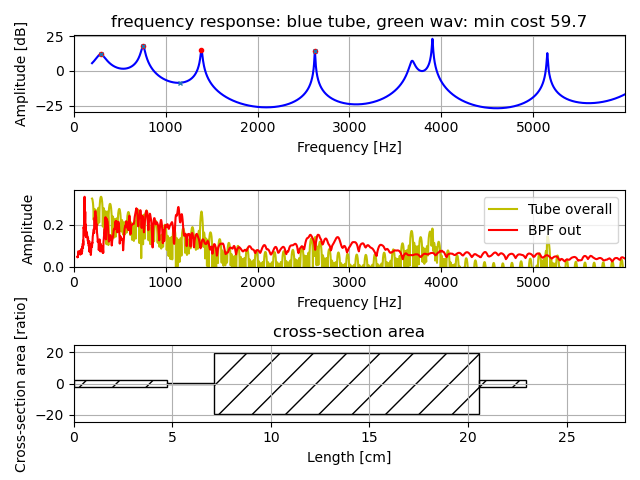 frequency response: blue tube, green wav: min cost 59.7
Amplitude [dB]
25
0
−25
0 1000 2000 3000 4000 5000
Frequency [Hz]
Amplitude
0.2
0.0
Tube overall
BPF out
0 1000 2000 3000 4000 5000
Frequency [Hz]
cross-section area
Cross-section area [ratio]
20
0
−20
0 5 10 15 20 25
Length [cm]